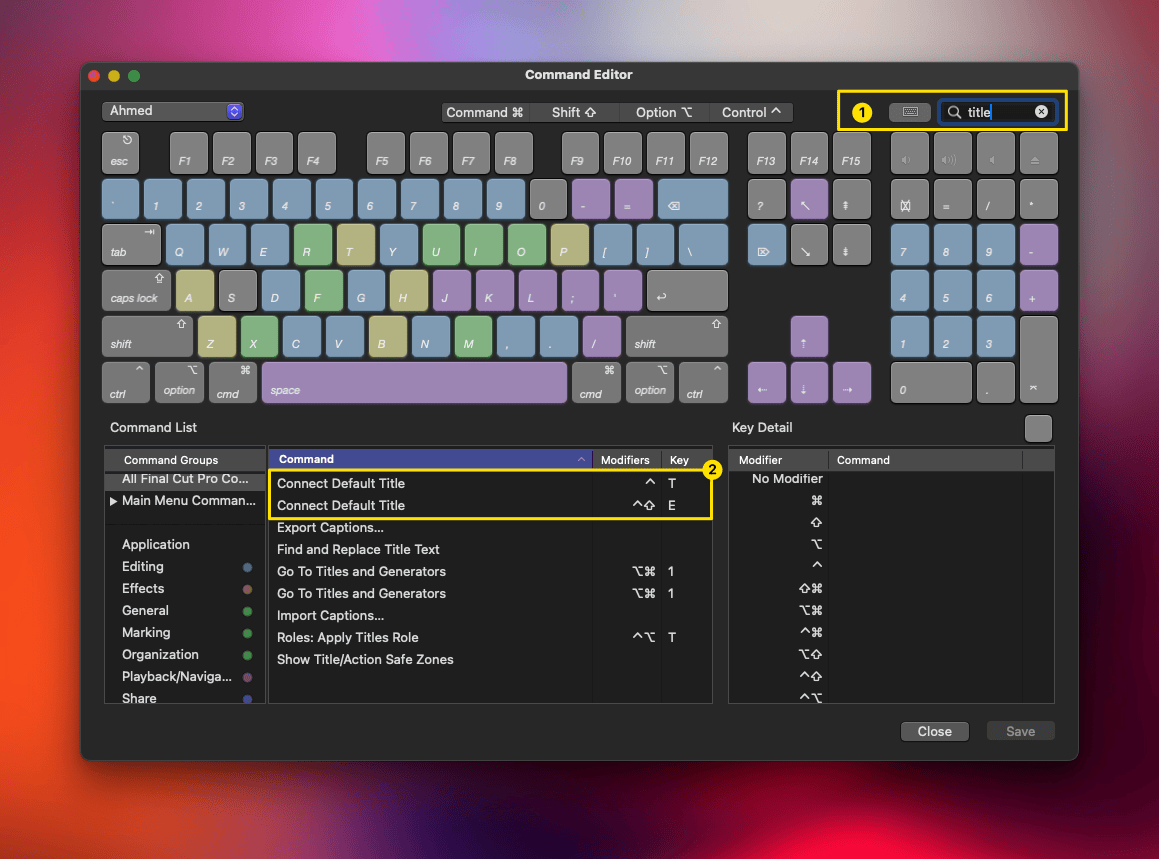 Command Editor
Ahmed
Command ⌘ Shift ⇧ Option ⌥ Control ^
1
title
esc F1 F2 F3 F4 F5 F6 F7 F8 F9 F10 F11 F12 F13 F14 F15
` 1 2 3 4 5 6 7 8 9 0 - = ⌫ ? ↖ ⇞ = / *
tab Q W E R T Y U I O P [ ] \ ⌦ ↘ ⇟ 7 8 9 -
caps lock A S D F G H J K L ; ' ↩ 4 5 6 +
shift Z X C V B N M , . / shift ⇡ 1 2 3
ctrl option cmd space cmd option ctrl ⇠ ⇣ ⇢ 0 . ⌤
Command List
Key Detail
Command Groups
All Final Cut Pro Co...
▶ Main Menu Comman...
Application
Editing
Effects
General
Marking
Organization
Playback/Naviga...
Share
Command Modifiers Key
2
Connect Default Title ^ T
Connect Default Title ^⇧ E
Export Captions...
Find and Replace Title Text
Go To Titles and Generators ⌥⌘ 1
Go To Titles and Generators ⌥⌘ 1
Import Captions...
Roles: Apply Titles Role ^⌥ T
Show Title/Action Safe Zones
Modifier Command
No Modifier
⌘
⇧
⌥
^
⇧⌘
⌥⌘
^⌘
⌥⇧
^⇧
^⌥
Close Save